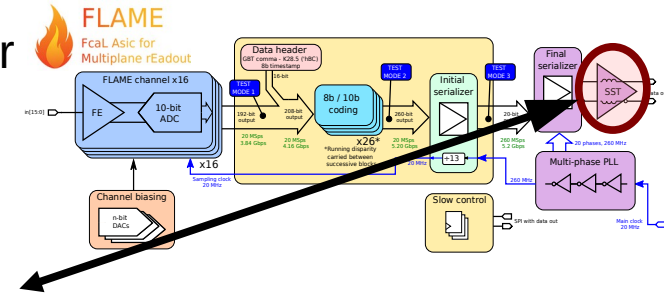 r
FLAME
FcaL Asic for
Multiplane rEadout
FLAME channel x16
in[15:0]
FE
10-bit
ADC
x16
Channel biasing
n-bit
DACs
Data header
GBT comma - K28.5 ('hBC)
8b timestamp
16-bit
TEST
MODE 1
192-bit
output
20 MSps
3.84 Gbps
208-bit
output
20 MSps
4.16 Gbps
8b / 10b
coding
x26*
*Running disparity
carried between
successive blocks
TEST
MODE 2
260-bit
output
20 MSps
5.20 Gbps
Initial
serializer
÷13
20 MHz
Sampling clock
20 MHz
TEST
MODE 3
20-bit
260 MSps
5.2 Gbps
260 MHz
Final
serializer
20 phases, 260 MHz
SST
data o
Multi-phase PLL
Main clock
20 MHz
Slow control
SPI with data out